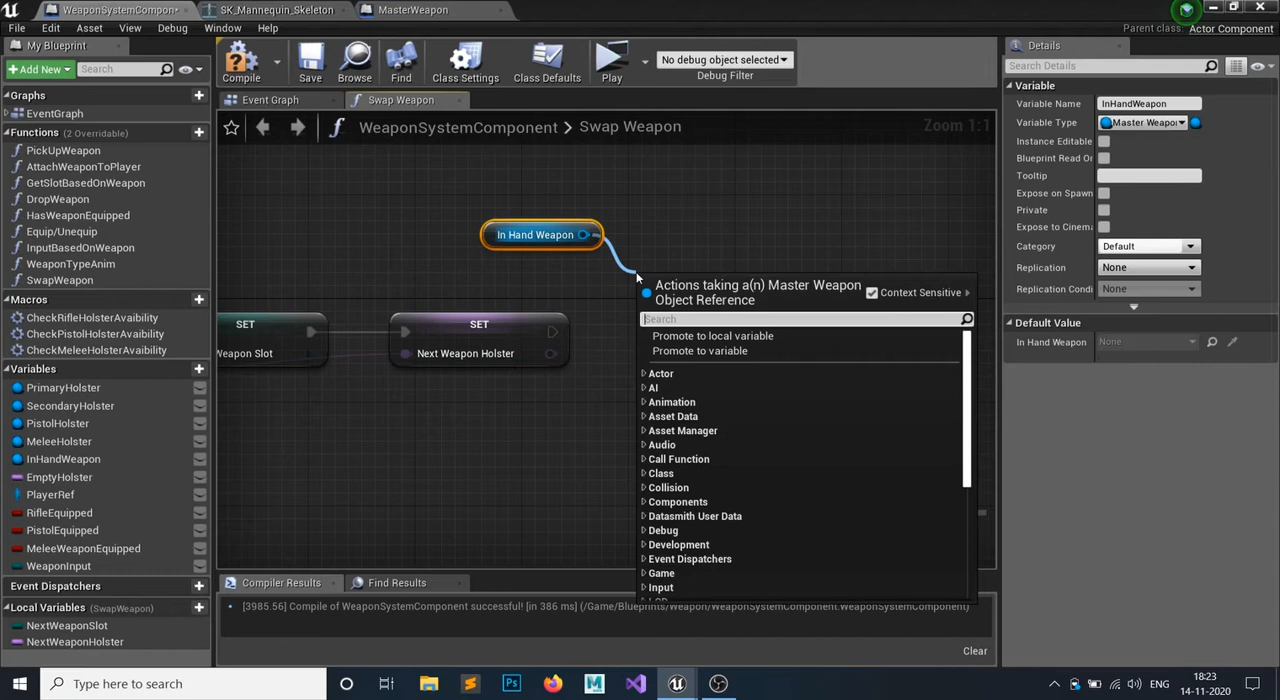 WeaponSystemCompon*
SK_Mannequin_Skeleton
MasterWeapon
File Edit Asset View Debug Window Help
Parent class: Actor Component
My Blueprint
Details
+Add New
Search
Compile
Save
Browse
Find
Class Settings
Class Defaults
Play
No debug object selected
Debug Filter
Search Details
Graphs
EventGraph
Functions (2 Overridable)
PickUpWeapon
AttachWeaponToPlayer
GetSlotBasedOnWeapon
DropWeapon
HasWeaponEquipped
Equip/Unequip
InputBasedOnWeapon
WeaponTypeAnim
SwapWeapon
Macros
CheckRifleHolsterAvaibility
CheckPistolHolsterAvaibility
CheckMeleeHolsterAvaibility
Variables
PrimaryHolster
SecondaryHolster
PistolHolster
MeleeHolster
InHandWeapon
EmptyHolster
PlayerRef
RifleEquipped
PistolEquipped
MeleeWeaponEquipped
WeaponInput
Event Dispatchers
Local Variables (SwapWeapon)
NextWeaponSlot
NextWeaponHolster
Event Graph
Swap Weapon
WeaponSystemComponent > Swap Weapon
Zoom 1:1
In Hand Weapon
SET
eapon Slot
SET
Next Weapon Holster
Actions taking a(n) Master Weapon
Object Reference
Context Sensitive
Search
Promote to local variable
Promote to variable
Actor
AI
Animation
Asset Data
Asset Manager
Audio
Call Function
Class
Collision
Components
Datasmith User Data
Debug
Development
Event Dispatchers
Game
Input
Compiler Results
Find Results
[3985.56] Compile of WeaponSystemComponent successful! [in 386 ms] (/Game/Blueprints/Weapon/WeaponSystemComponent.WeaponSystemComponent)
Clear
Variable
Variable Name InHandWeapon
Variable Type Master Weapon
Instance Editable
Blueprint Read On
Tooltip
Expose on Spawn
Private
Expose to Cinema
Category Default
Replication None
Replication Condi None
Default Value
In Hand Weapon None
Type here to search
ENG
18:23
14-11-2020